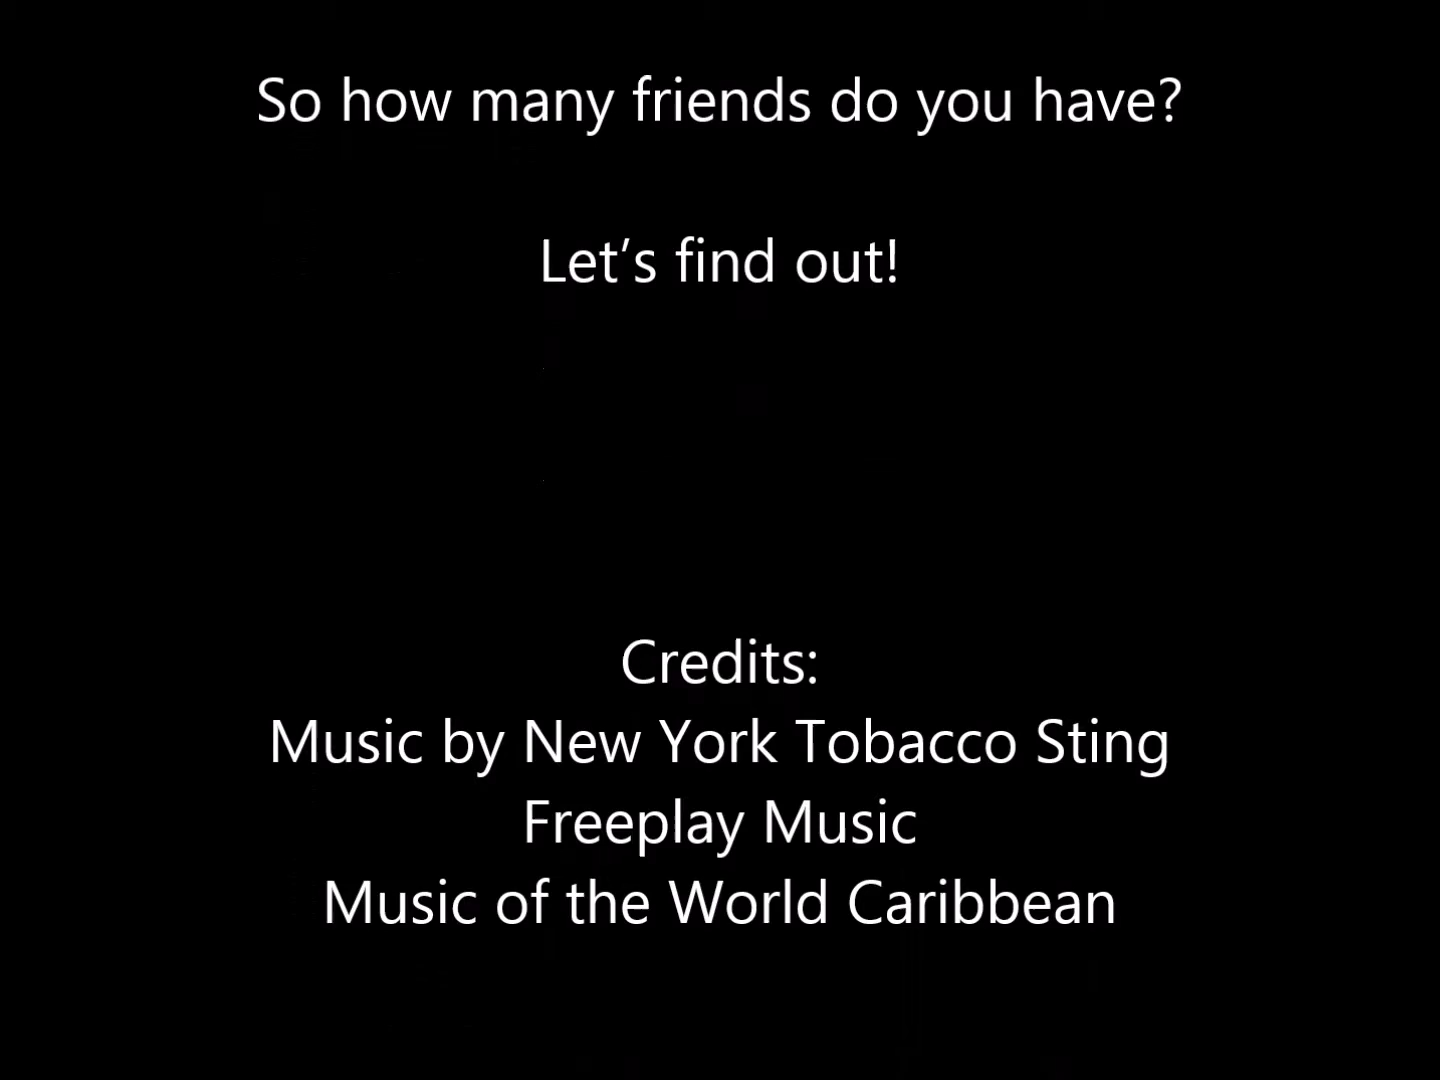 So how many friends do you have?
Let’s find out!
Credits:
Music by New York Tobacco Sting
Freeplay Music
Music of the World Caribbean